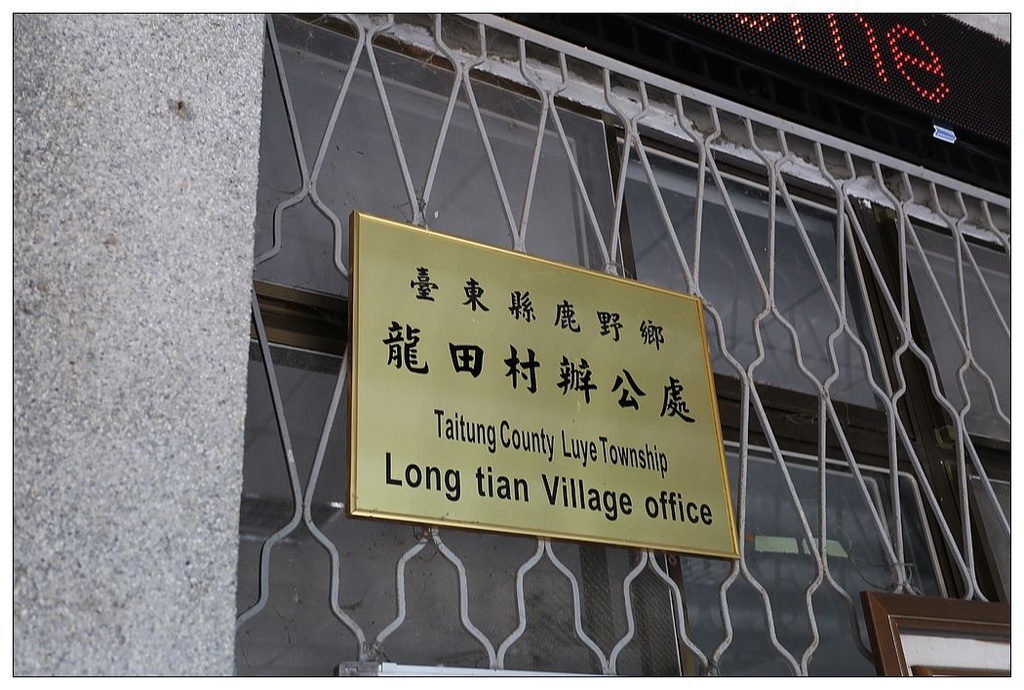 臺東縣鹿野鄉
龍田村辦公處
Taitung County Luye Township
Long tian Village office